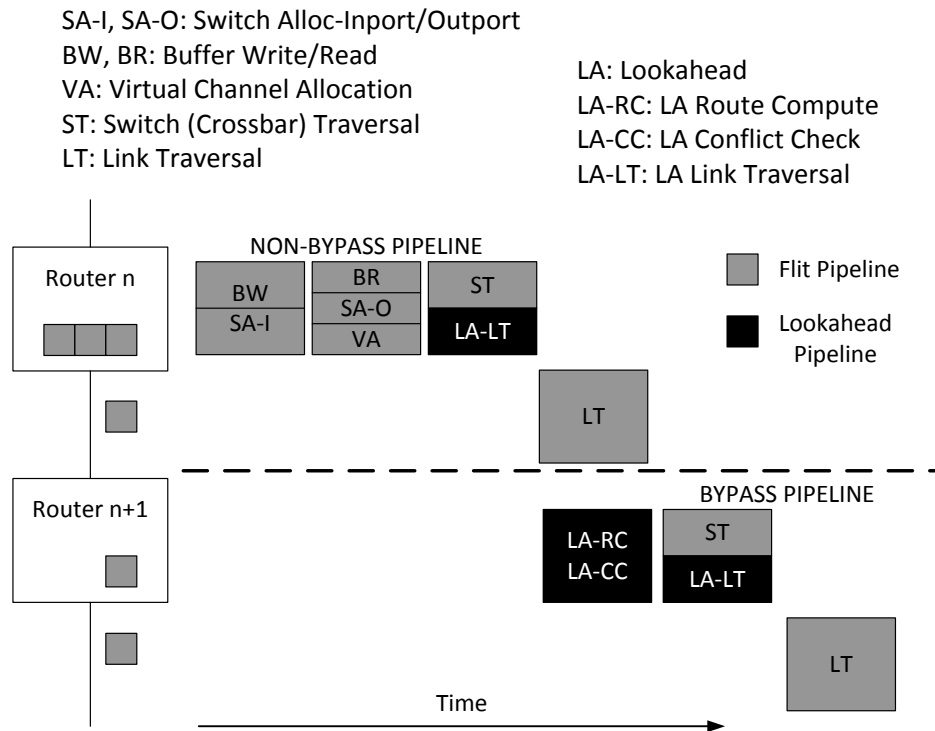 SA-I, SA-O: Switch Alloc-Inport/Outport
BW, BR: Buffer Write/Read
VA: Virtual Channel Allocation
ST: Switch (Crossbar) Traversal
LT: Link Traversal
LA: Lookahead
LA-RC: LA Route Compute
LA-CC: LA Conflict Check
LA-LT: LA Link Traversal
NON-BYPASS PIPELINE
Router n
BW
SA-I
BR
SA-O
VA
ST
LA-LT
Flit Pipeline
Lookahead
Pipeline
LT
BYPASS PIPELINE
Router n+1
LA-RC
LA-CC
ST
LA-LT
LT
Time